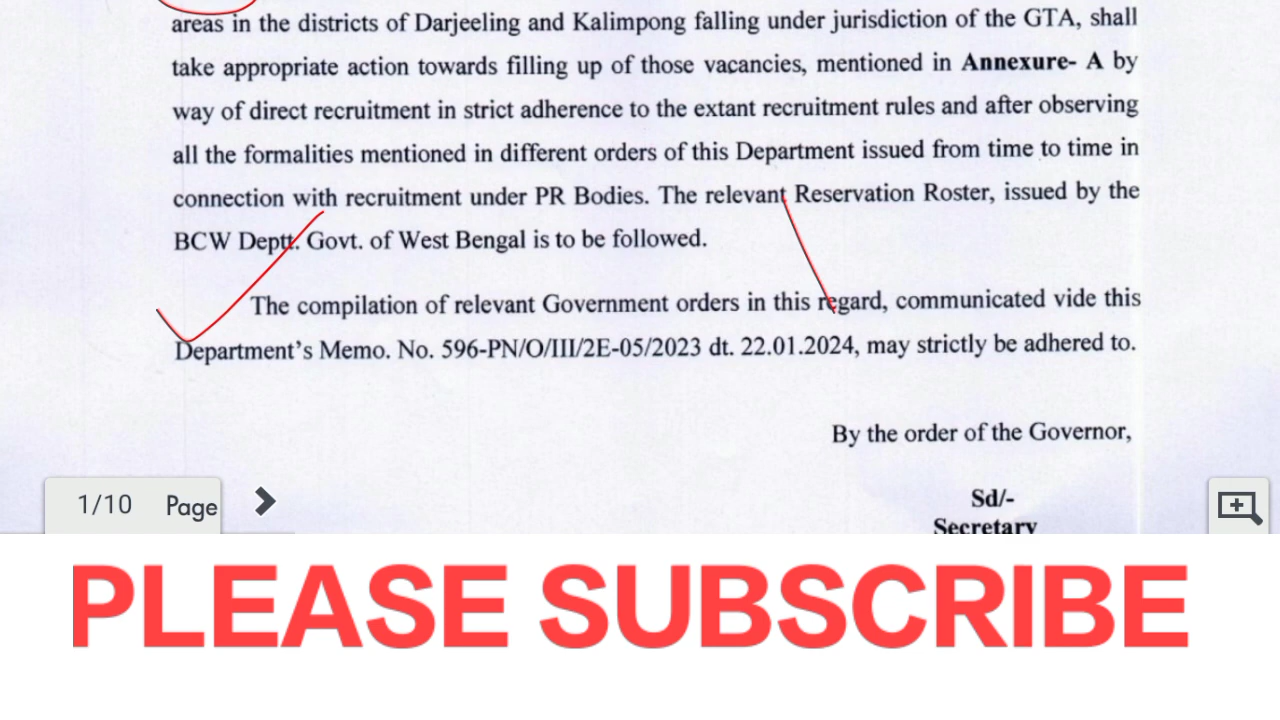 areas in the districts of Darjeeling and Kalimpong falling under jurisdiction of the GTA, shall
take appropriate action towards filling up of those vacancies, mentioned in Annexure- A by
way of direct recruitment in strict adherence to the extant recruitment rules and after observing
all the formalities mentioned in different orders of this Department issued from time to time in
connection with recruitment under PR Bodies. The relevant Reservation Roster, issued by the
BCW Deptt. Govt. of West Bengal is to be followed.
The compilation of relevant Government orders in this regard, communicated vide this
Department's Memo. No. 596-PN/O/III/2E-05/2023 dt. 22.01.2024, may strictly be adhered to.
By the order of the Governor,
Sd/-
Secretary
1/10 Page
PLEASE SUBSCRIBE